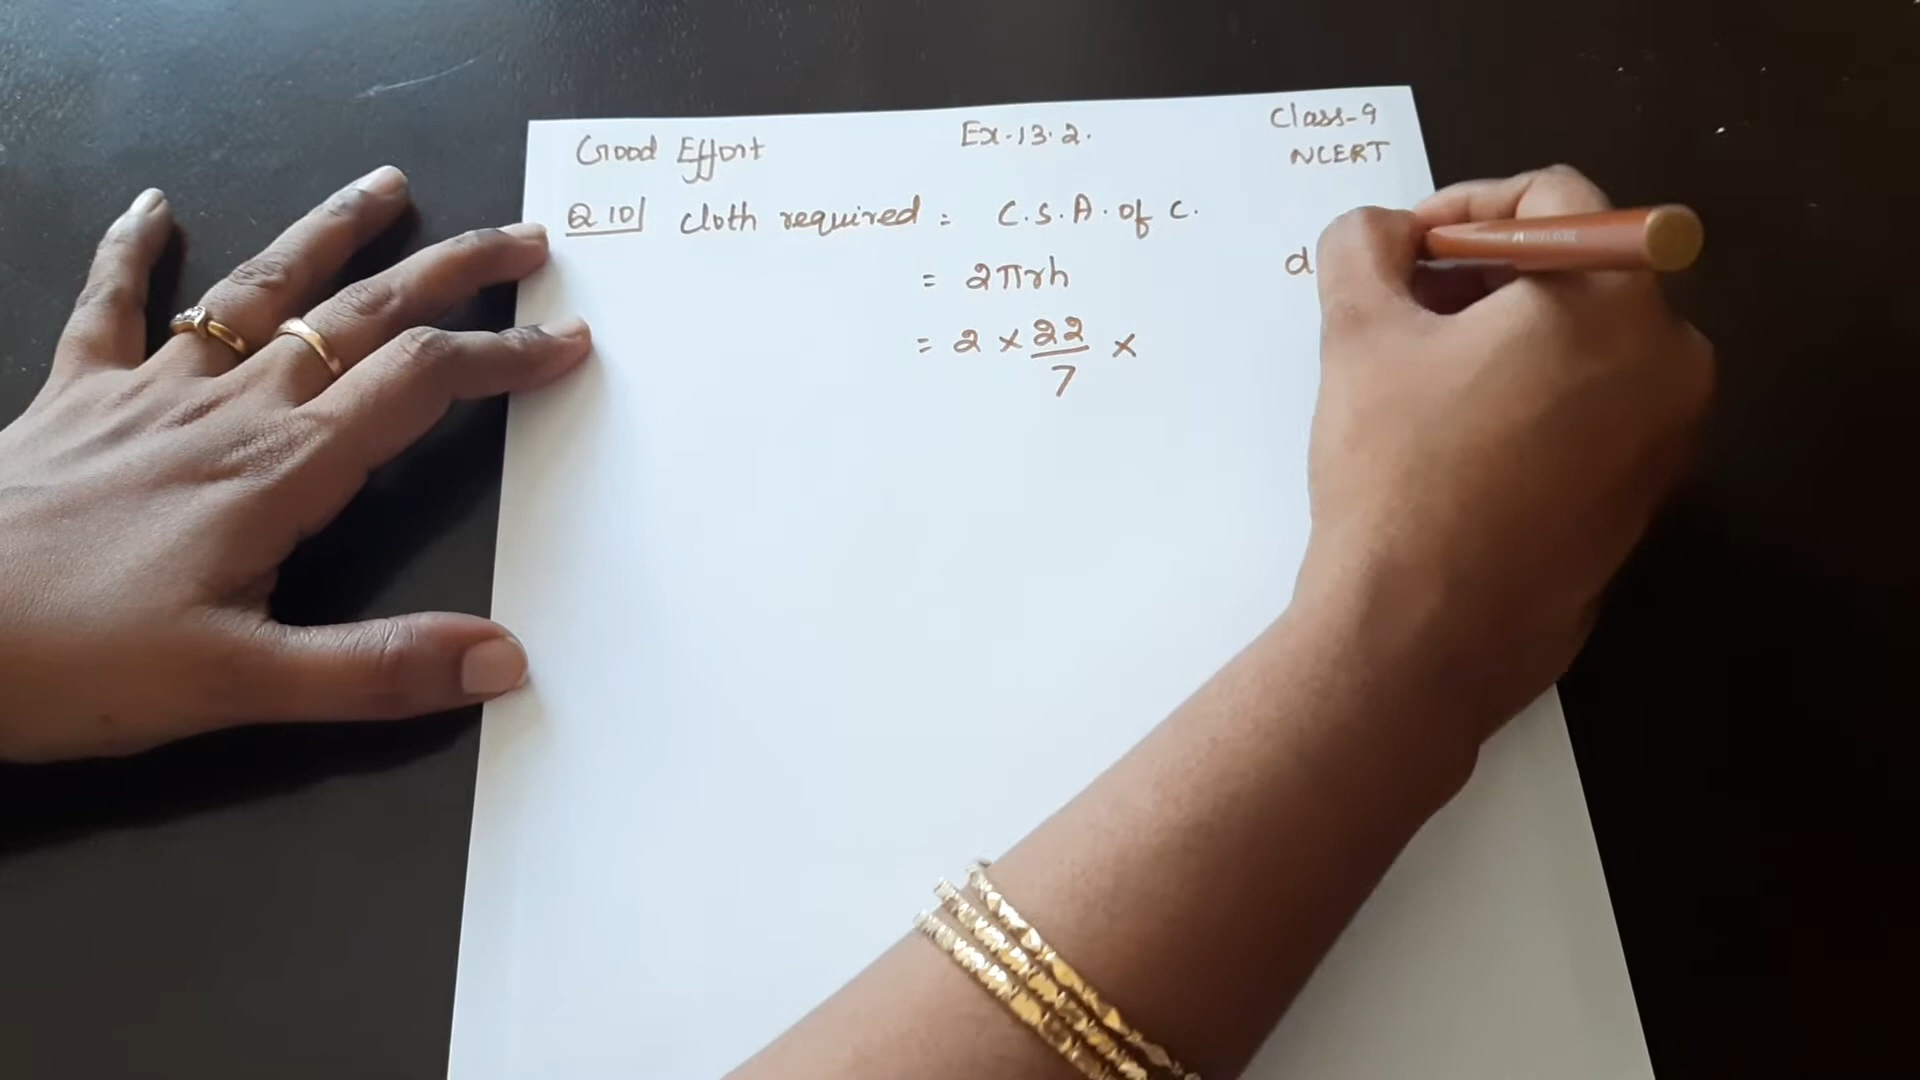 Good Effort Ex.13.2. Class-9
NCERT
Q 10| Cloth required = C.S.A. of C.
= 2πrh d
= 2 × 22/7 ×